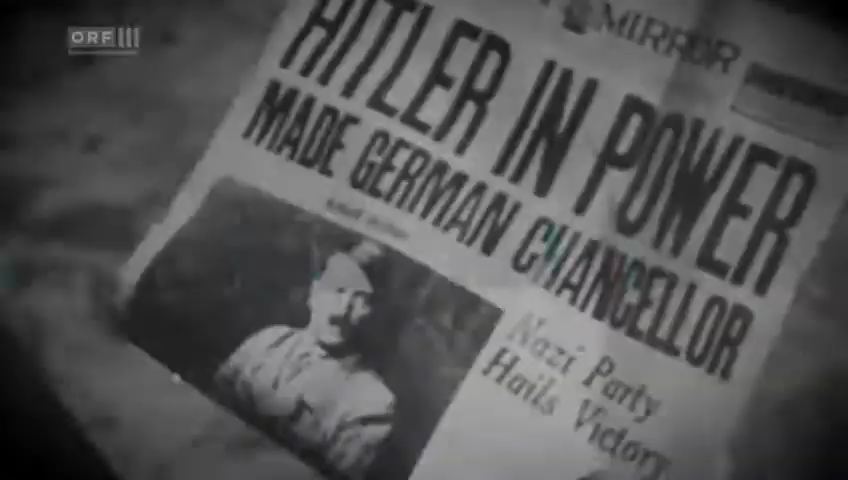 ORF III
MIRROR
HITLER IN POWER
MADE GERMAN CHANCELLOR
Nazi Party
Hails Victory